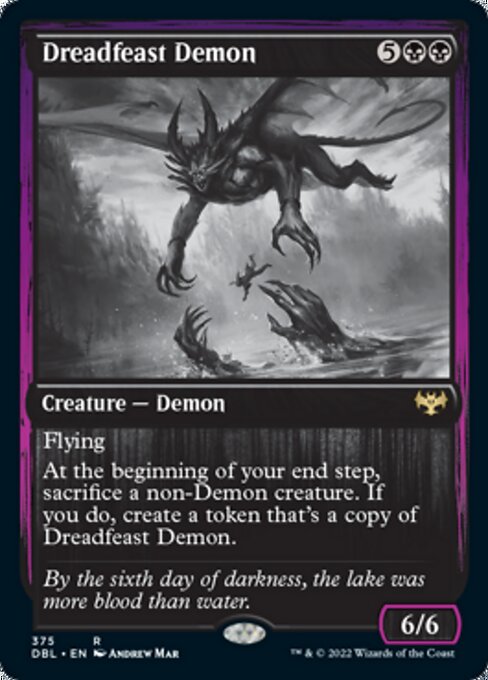 Dreadfeast Demon 5
Creature — Demon
Flying
At the beginning of your end step,
sacrifice a non-Demon creature. If
you do, create a token that's a copy of
Dreadfeast Demon.
By the sixth day of darkness, the lake was
more blood than water.
6/6
375 R
DBL • EN Andrew Mar
™ & © 2022 Wizards of the Coast